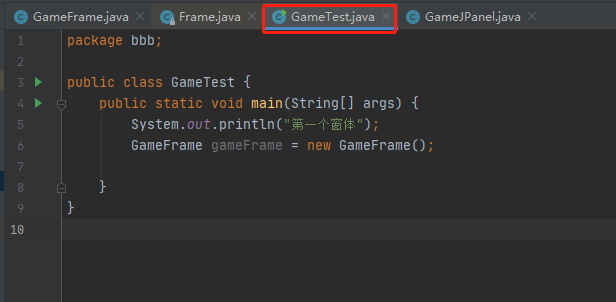 GameFrame.java Frame.java GameTest.java GameJPanel.java
1 package bbb;
2
3 public class GameTest {
4 public static void main(String[] args) {
5 System.out.println("第一个窗体");
6 GameFrame gameFrame = new GameFrame();
7
8 }
9 }
10